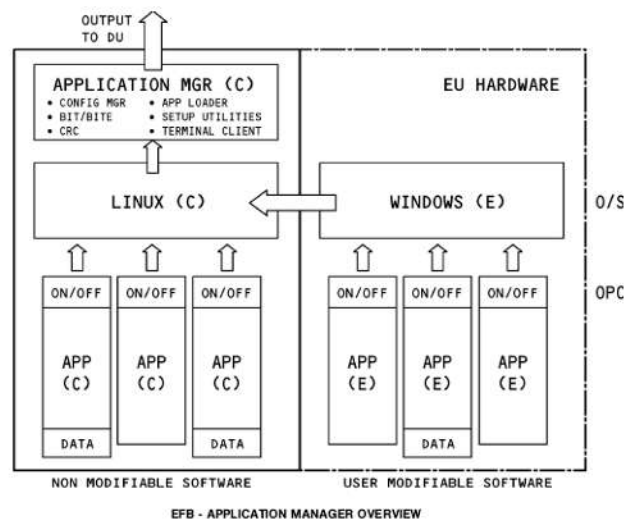 OUTPUT
TO DU
APPLICATION MGR (C)
• CONFIG MGR • APP LOADER
• BIT/BITE • SETUP UTILITIES
• CRC • TERMINAL CLIENT
EU HARDWARE
LINUX (C)
WINDOWS (E)
O/S
ON/OFF ON/OFF ON/OFF ON/OFF ON/OFF ON/OFF
OPC
APP APP APP APP APP APP
(C) (C) (C) (E) (E) (E)
DATA DATA DATA
NON MODIFIABLE SOFTWARE USER MODIFIABLE SOFTWARE
EFB - APPLICATION MANAGER OVERVIEW